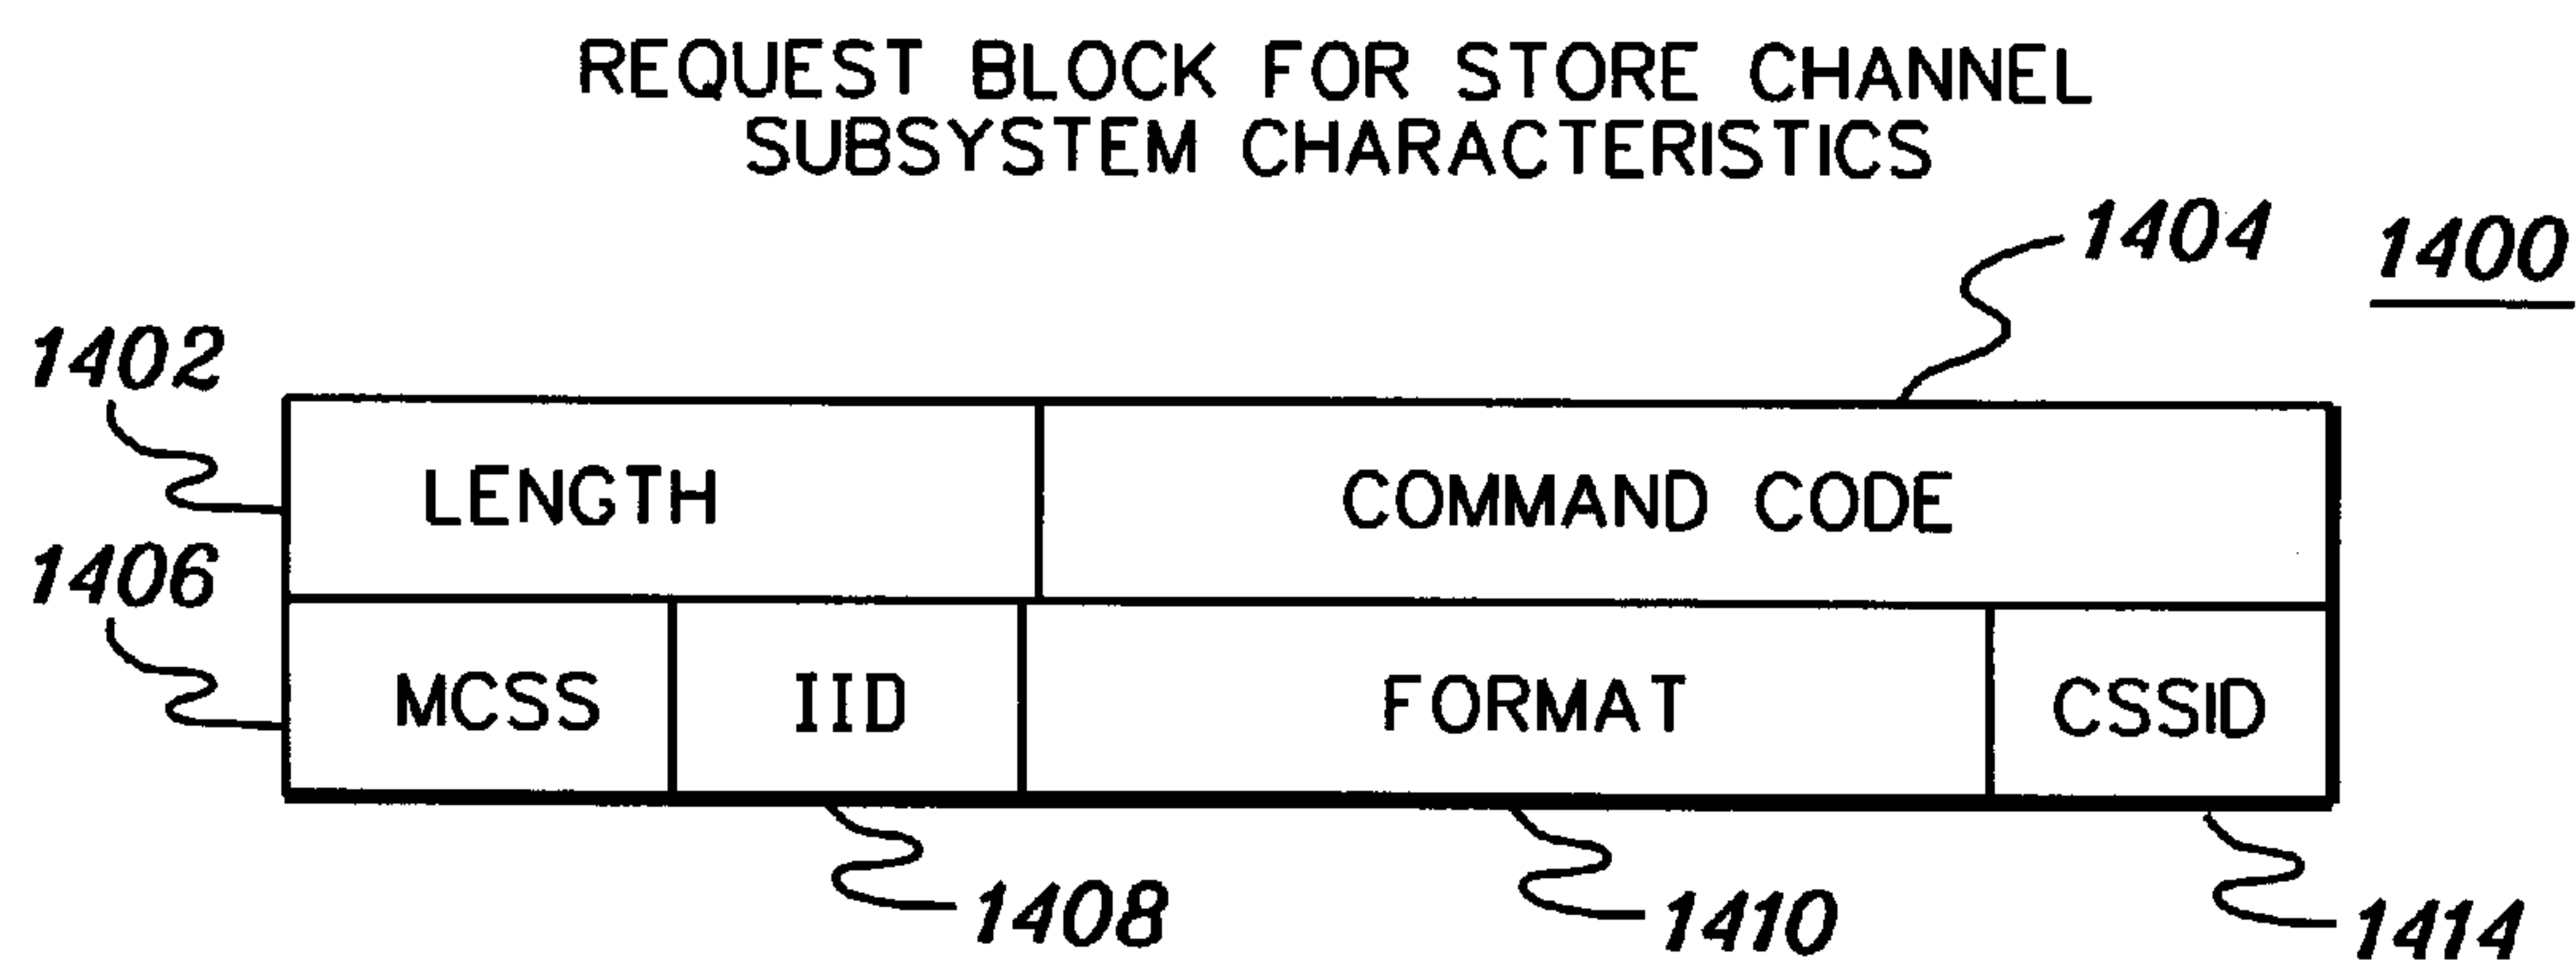 REQUEST BLOCK FOR STORE CHANNEL
SUBSYSTEM CHARACTERISTICS
1404
1400
1402
LENGTH COMMAND CODE
1406
MCSS IID FORMAT CSSID
1408
1410
1414